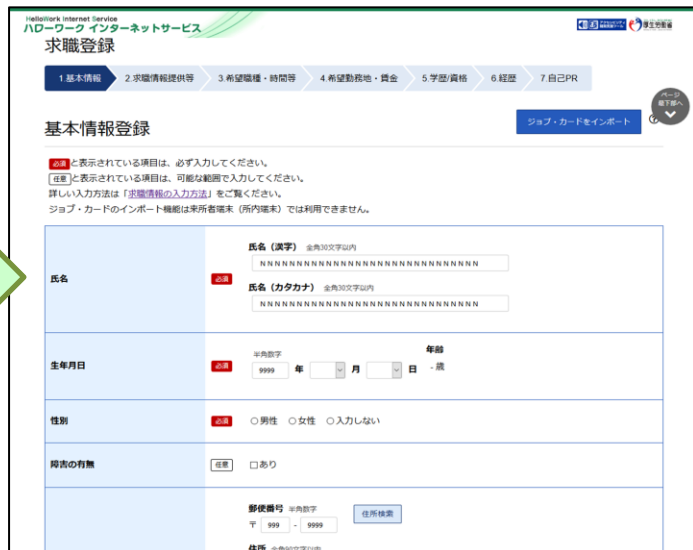 HelloWork Internet Service
ハローワーク インターネットサービス
厚生労働省
求職登録
1.基本情報 2.求職情報提供等 3.希望職種・時間等 4.希望勤務地・賃金 5.学歴/資格 6.経歴 7.自己PR
ページ
最下部へ
基本情報登録
ジョブ・カードをインポート
必須 と表示されている項目は、必ず入力してください。
任意 と表示されている項目は、可能な範囲で入力してください。
詳しい入力方法は「求職情報の入力方法」をご覧ください。
ジョブ・カードのインポート機能は来所者端末（所内端末）では利用できません。
氏名 必須
氏名（漢字） 全角30文字以内
NNNNNNNNNNNNNNNNNNNNNNNNNNNNNN
氏名（カタカナ） 全角30文字以内
NNNNNNNNNNNNNNNNNNNNNNNNNNNNNN
生年月日 必須
半角数字 年齢
9999 年 月 日 - 歳
性別 必須 ○男性 ○女性 ○入力しない
障害の有無 任意 □あり
郵便番号 半角数字
〒 999 - 9999 住所検索
住所 全角90文字以内